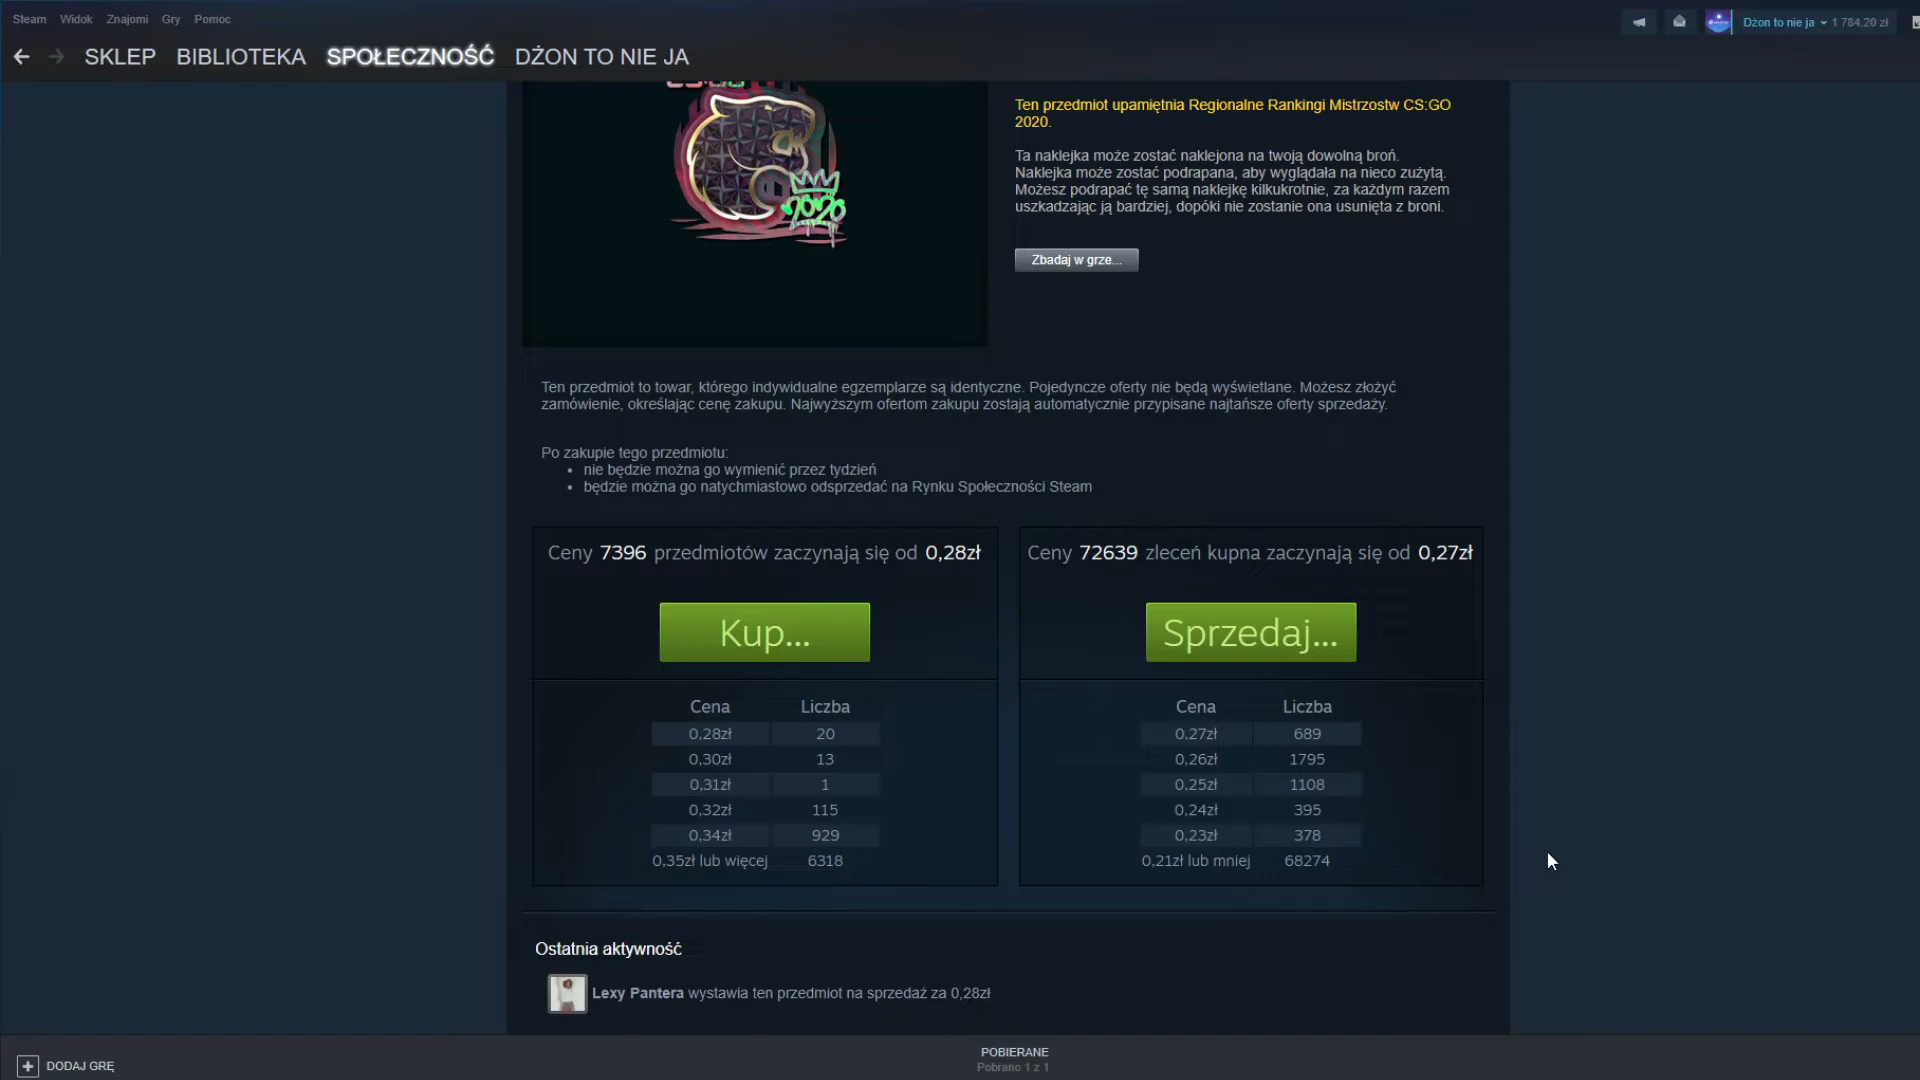 Steam Widok Znajomi Gry Pomoc
Dżon to nie ja 1 784,20 zł
SKLEP BIBLIOTEKA SPOŁECZNOŚĆ DŻON TO NIE JA
Ten przedmiot upamiętnia Regionalne Rankingi Mistrzostw CS:GO
2020.
2020
Ta naklejka może zostać naklejona na twoją dowolną broń.
Naklejka może zostać podrapana, aby wyglądała na nieco zużytą.
Możesz podrapać tę samą naklejkę kilkukrotnie, za każdym razem
uszkadzając ją bardziej, dopóki nie zostanie ona usunięta z broni.
Zbadaj w grze...
Ten przedmiot to towar, którego indywidualne egzemplarze są identyczne. Pojedyncze oferty nie będą wyświetlane. Możesz złożyć
zamówienie, określając cenę zakupu. Najwyższym ofertom zakupu zostają automatycznie przypisane najtańsze oferty sprzedaży.
Po zakupie tego przedmiotu:
• nie będzie można go wymienić przez tydzień
• będzie można go natychmiastowo odsprzedać na Rynku Społeczności Steam
Ceny 7396 przedmiotów zaczynają się od 0,28zł
Kup...
Cena Liczba
0,28zł 20
0,30zł 13
0,31zł 1
0,32zł 115
0,34zł 929
0,35zł lub więcej 6318
Ceny 72639 zleceń kupna zaczynają się od 0,27zł
Sprzedaj...
Cena Liczba
0,27zł 689
0,26zł 1795
0,25zł 1108
0,24zł 395
0,23zł 378
0,21zł lub mniej 68274
Ostatnia aktywność
Lexy Pantera wystawia ten przedmiot na sprzedaż za 0,28zł
DODAJ GRĘ
POBIERANE
Pobrano 1 z 1